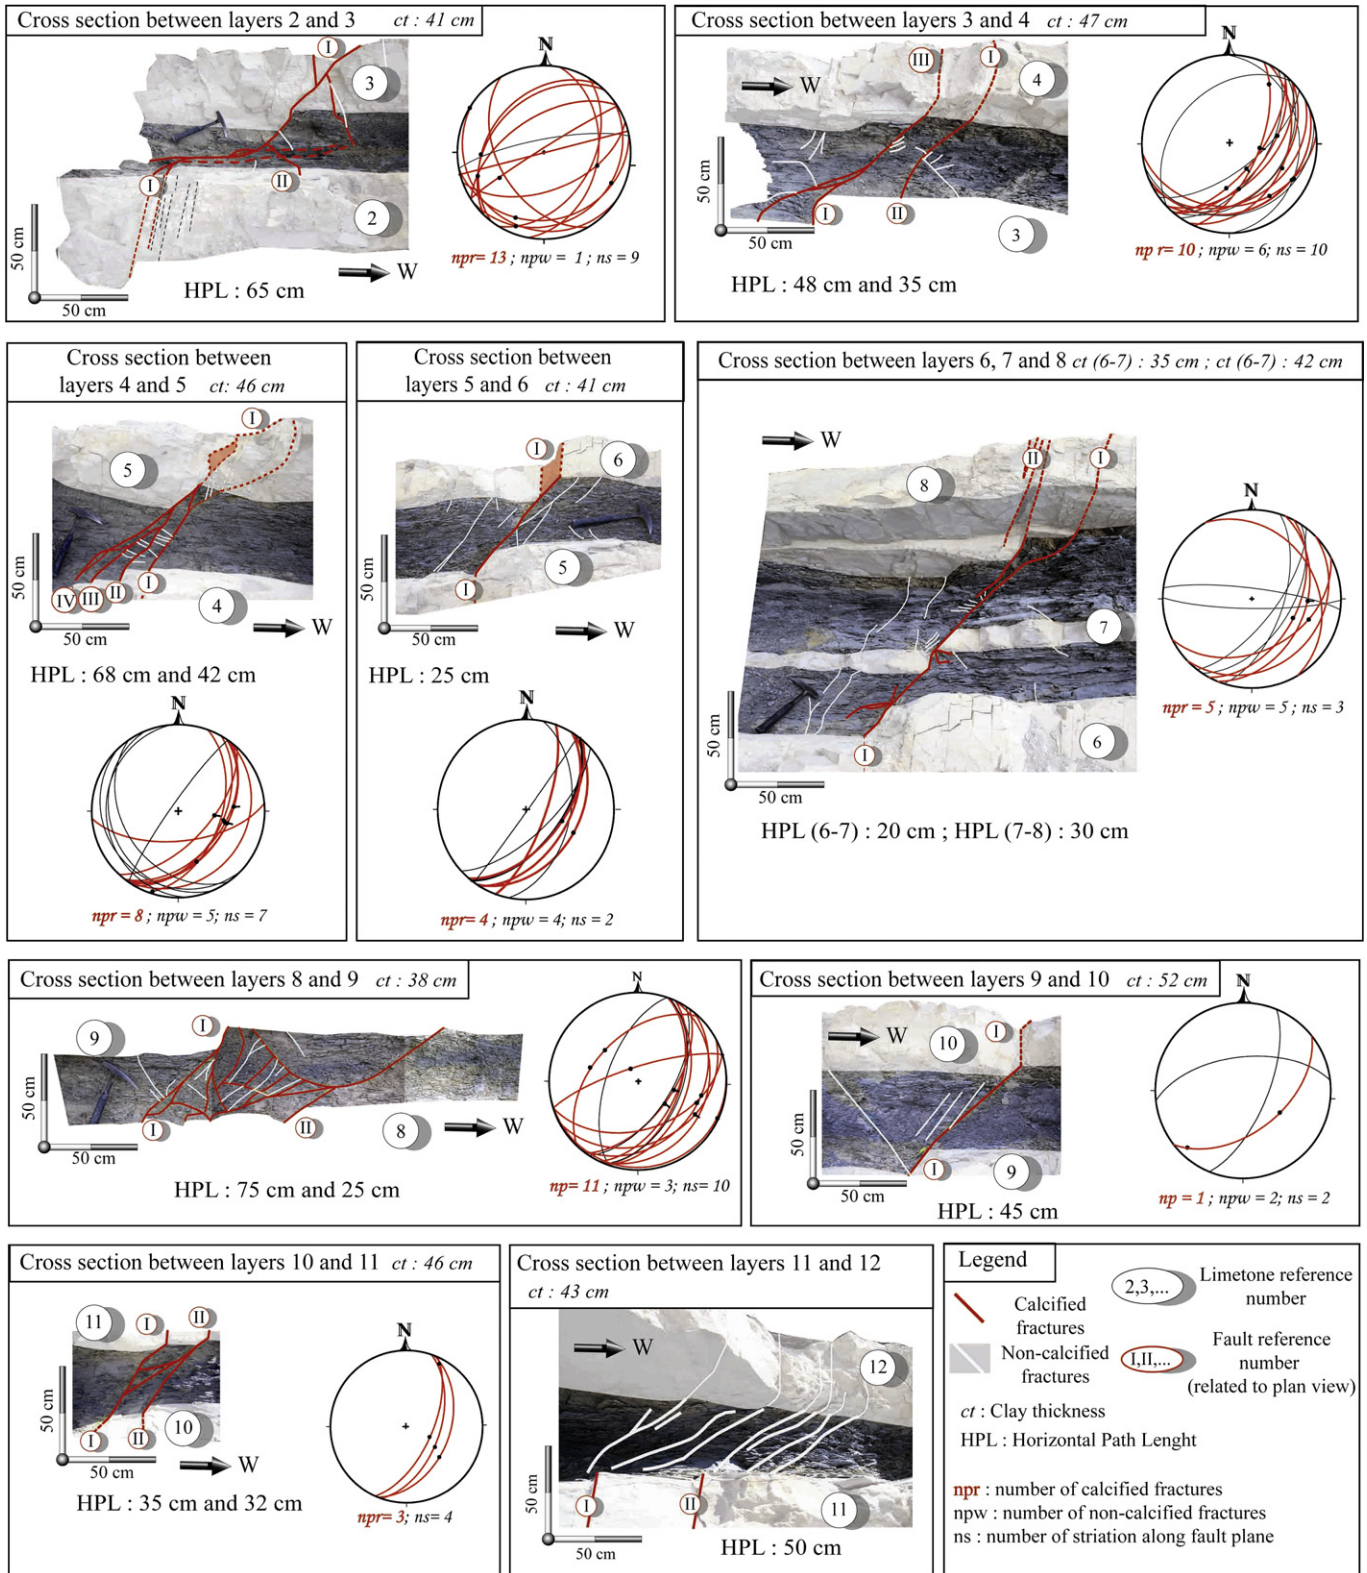 Cross section between layers 2 and 3 ct : 41 cm
I
3
I
II
2
50 cm
50 cm
W
HPL : 65 cm
N
npr= 13 ; npw = 1 ; ns = 9
Cross section between layers 3 and 4 ct : 47 cm
W
III
I
4
I
II
3
50 cm
50 cm
HPL : 48 cm and 35 cm
N
np r= 10 ; npw = 6; ns = 10
Cross section between
layers 4 and 5 ct: 46 cm
I
5
IV
III
II
I
4
50 cm
50 cm
W
HPL : 68 cm and 42 cm
N
npr = 8 ; npw = 5; ns = 7
Cross section between
layers 5 and 6 ct : 41 cm
I
6
5
I
50 cm
50 cm
W
HPL : 25 cm
N
npr= 4 ; npw = 4; ns = 2
Cross section between layers 6, 7 and 8 ct (6-7) : 35 cm ; ct (6-7) : 42 cm
W
II
I
8
7
6
I
50 cm
50 cm
HPL (6-7) : 20 cm ; HPL (7-8) : 30 cm
N
npr = 5 ; npw = 5 ; ns = 3
Cross section between layers 8 and 9 ct : 38 cm
9
I
I
II
8
50 cm
50 cm
W
HPL : 75 cm and 25 cm
N
np= 11 ; npw = 3; ns= 10
Cross section between layers 9 and 10 ct : 52 cm
W
10
I
I
9
50 cm
50 cm
HPL : 45 cm
N
np = 1 ; npw = 2; ns = 2
Cross section between layers 10 and 11 ct : 46 cm
11
I
II
I
II
10
50 cm
50 cm
W
HPL : 35 cm and 32 cm
N
npr= 3; ns= 4
Cross section between layers 11 and 12
ct : 43 cm
W
12
I
II
11
50 cm
50 cm
HPL : 50 cm
Legend
Calcified
fractures
Non-calcified
fractures
2,3,...
Limetone reference
number
I,II,...
Fault reference
number
(related to plan view)
ct : Clay thickness
HPL : Horizontal Path Lenght
npr : number of calcified fractures
npw : number of non-calcified fractures
ns : number of striation along fault plane